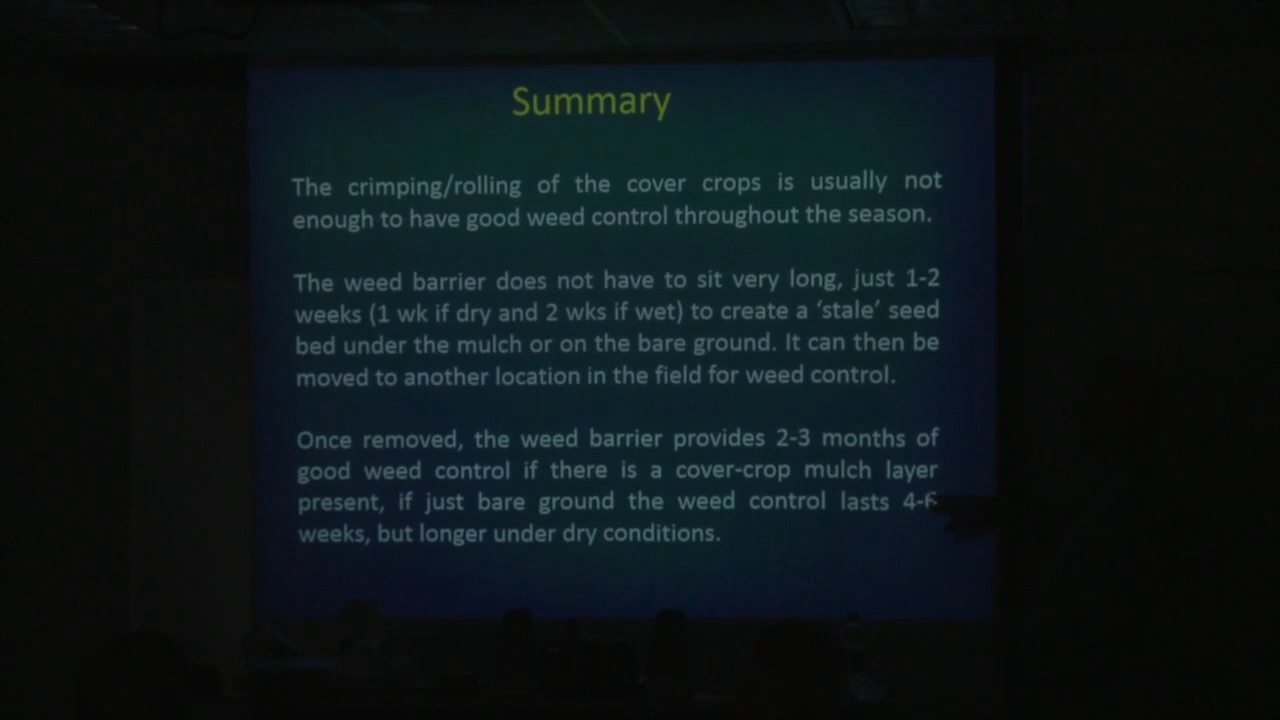 Summary
The crimping/rolling of the cover crops is usually not
enough to have good weed control throughout the season.
The weed barrier does not have to sit very long, just 1-2
weeks (1 wk if dry and 2 wks if wet) to create a ‘stale’ seed
bed under the mulch or on the bare ground. It can then be
moved to another location in the field for weed control.
Once removed, the weed barrier provides 2-3 months of
good weed control if there is a cover-crop mulch layer
present, if just bare ground the weed control lasts 4-6
weeks, but longer under dry conditions.